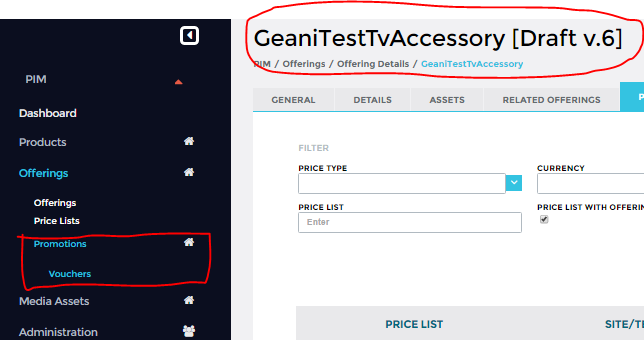 GeaniTestTvAccessory [Draft v.6]
PIM / Offerings / Offering Details / GeaniTestTvAccessory
PIM
Dashboard
Products
Offerings
Offerings
Price Lists
Promotions
Vouchers
Media Assets
Administration
GENERAL DETAILS ASSETS RELATED OFFERINGS P
FILTER
PRICE TYPE CURRENCY
PRICE LIST PRICE LIST WITH OFFERIN
Enter
PRICE LIST SITE/TI